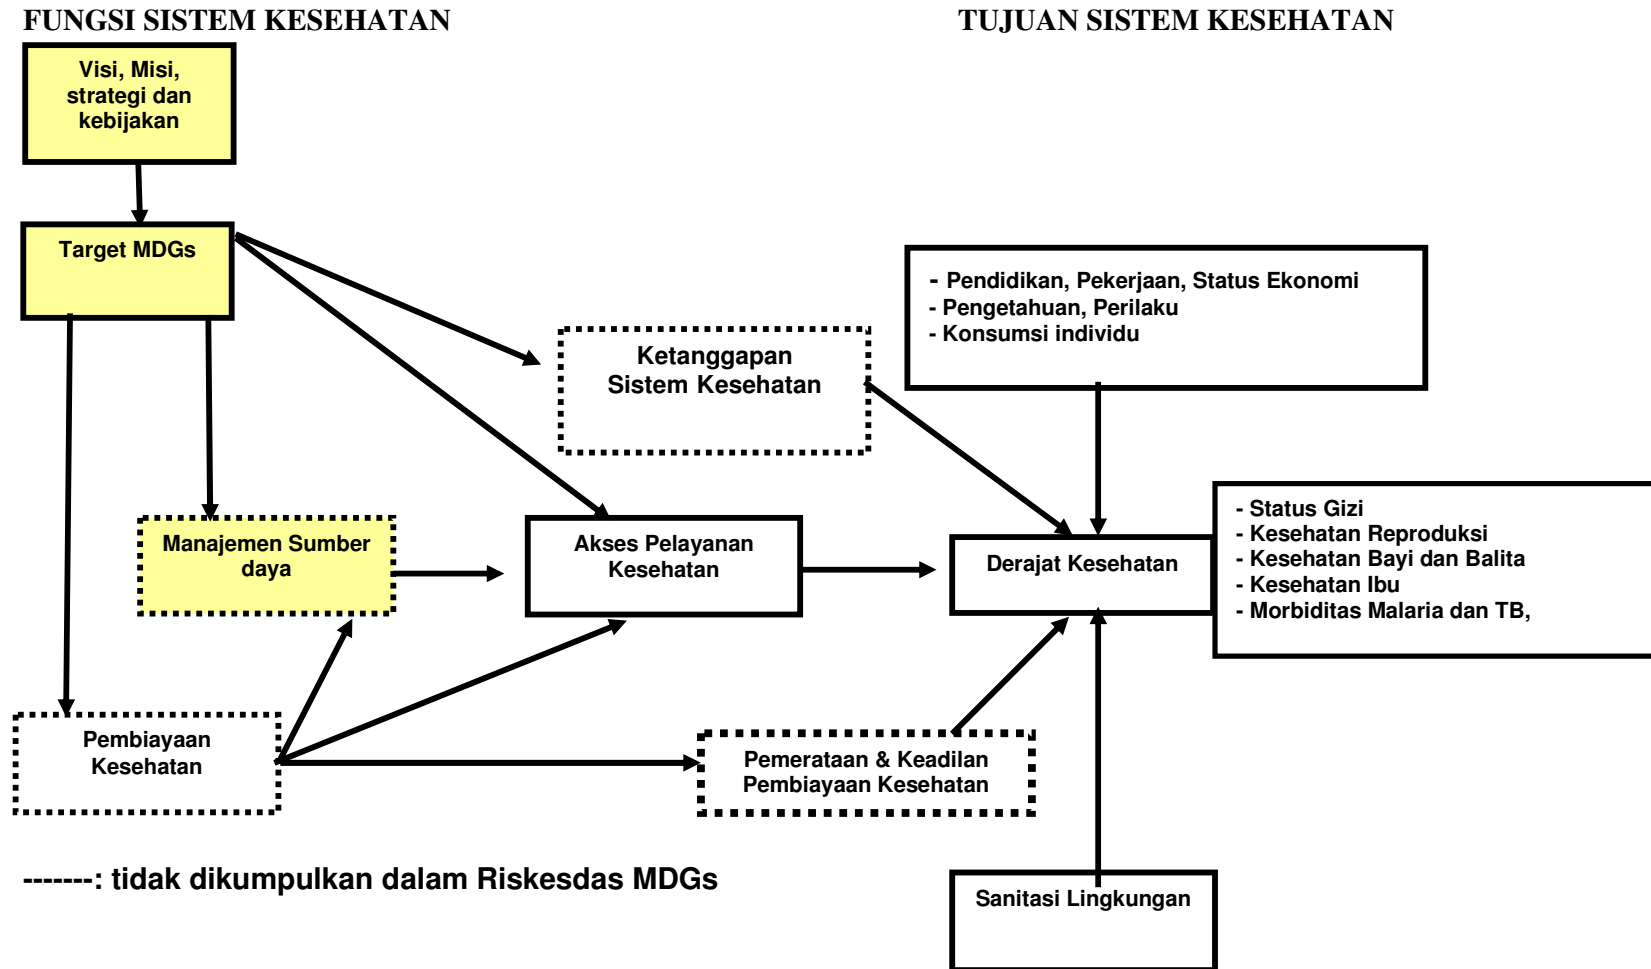 FUNGSI SISTEM KESEHATAN
TUJUAN SISTEM KESEHATAN
Visi, Misi,
strategi dan
kebijakan
Target MDGs
- Pendidikan, Pekerjaan, Status Ekonomi
- Pengetahuan, Perilaku
- Konsumsi individu
Ketanggapan
Sistem Kesehatan
Manajemen Sumber
daya
Akses Pelayanan
Kesehatan
Derajat Kesehatan
- Status Gizi
- Kesehatan Reproduksi
- Kesehatan Bayi dan Balita
- Kesehatan Ibu
- Morbiditas Malaria dan TB,
Pembiayaan
Kesehatan
Pemerataan & Keadilan
Pembiayaan Kesehatan
-------: tidak dikumpulkan dalam Riskesdas MDGs
Sanitasi Lingkungan